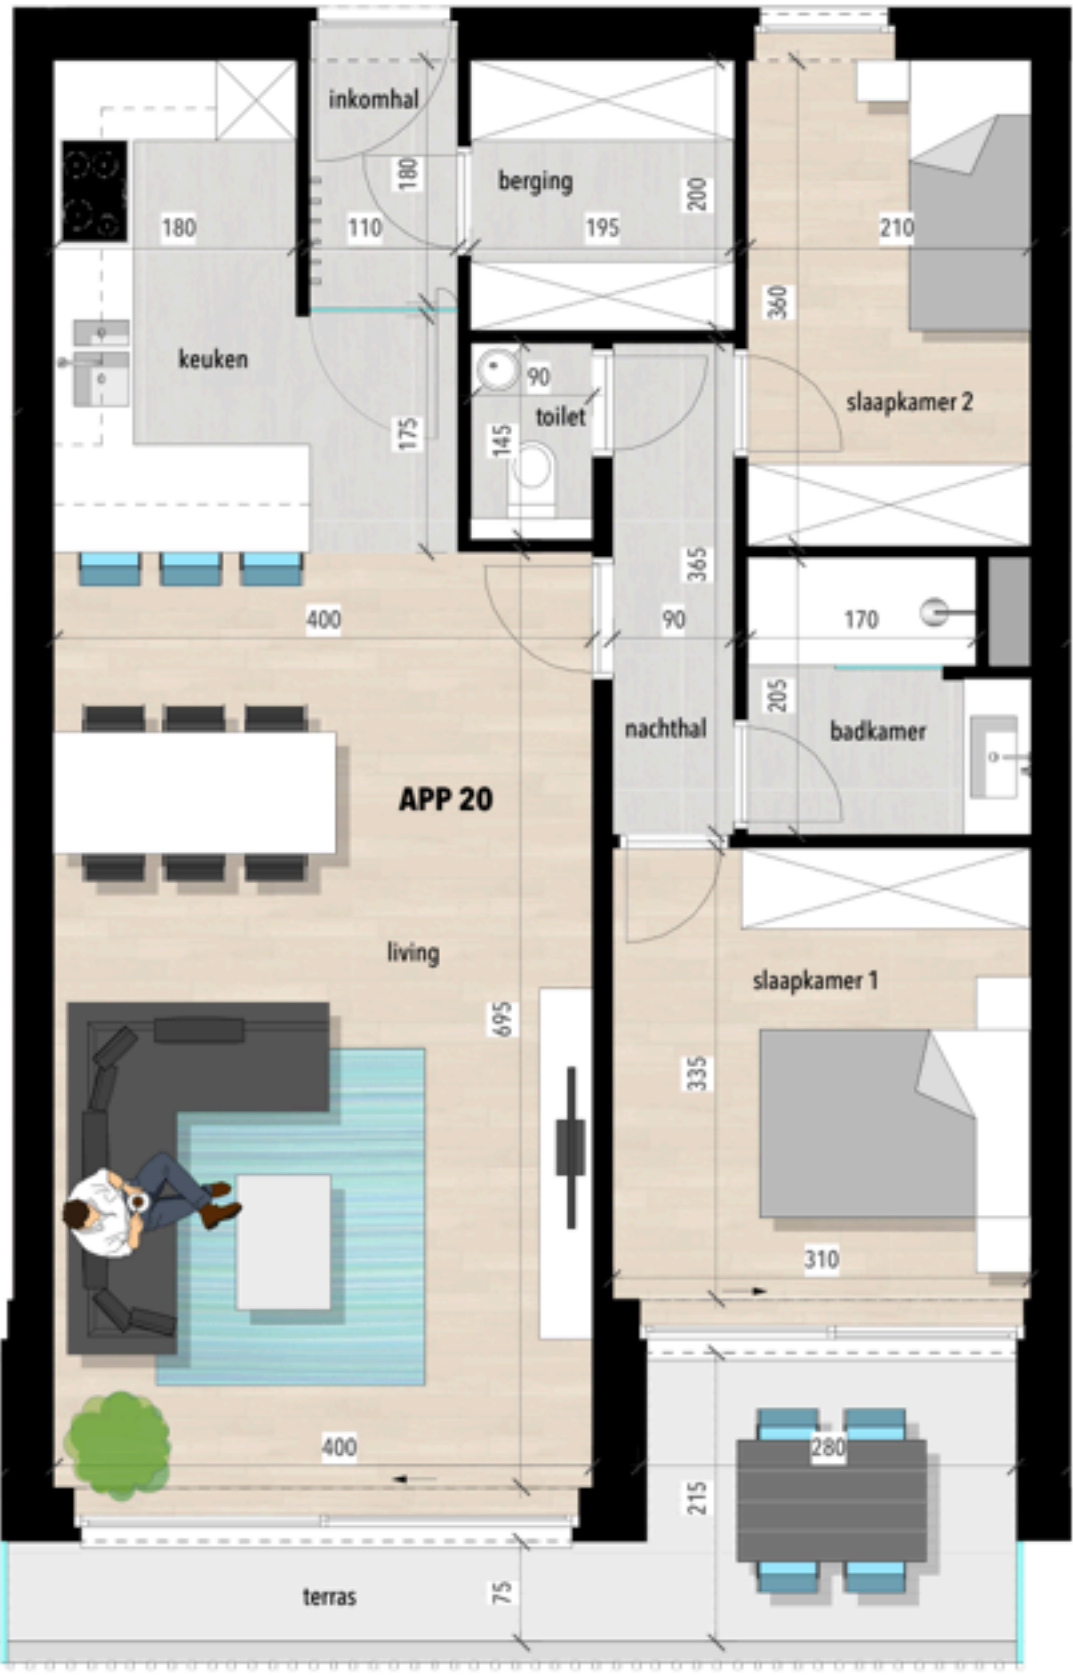 inkomhal
180
berging
200
180
110
195
210
360
keuken
90
toilet
slaapkamer 2
175
145
365
400
90
170
205
nachthal
badkamer
APP 20
living
slaapkamer 1
695
335
310
400
280
215
terras
75